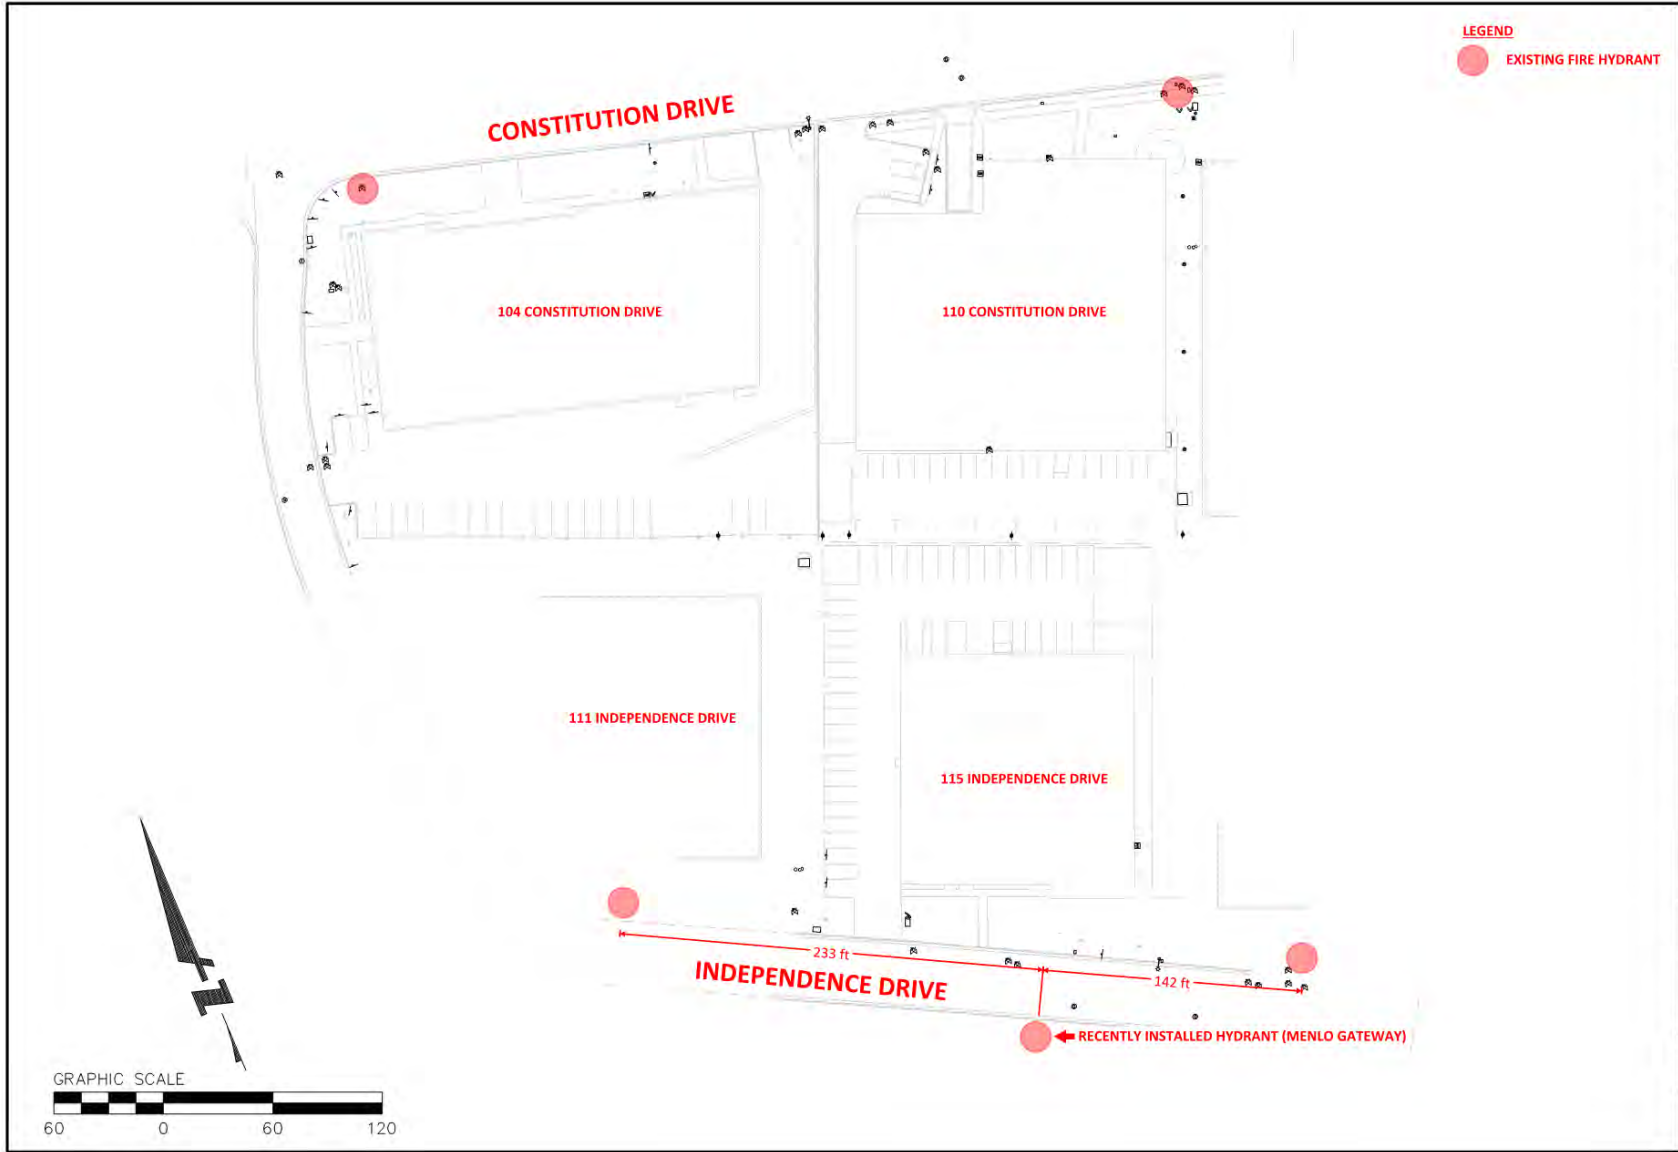 LEGEND
EXISTING FIRE HYDRANT
CONSTITUTION DRIVE
104 CONSTITUTION DRIVE
110 CONSTITUTION DRIVE
111 INDEPENDENCE DRIVE
115 INDEPENDENCE DRIVE
233 ft
142 ft
INDEPENDENCE DRIVE
RECENTLY INSTALLED HYDRANT (MENLO GATEWAY)
N
GRAPHIC SCALE
60 0 60 120